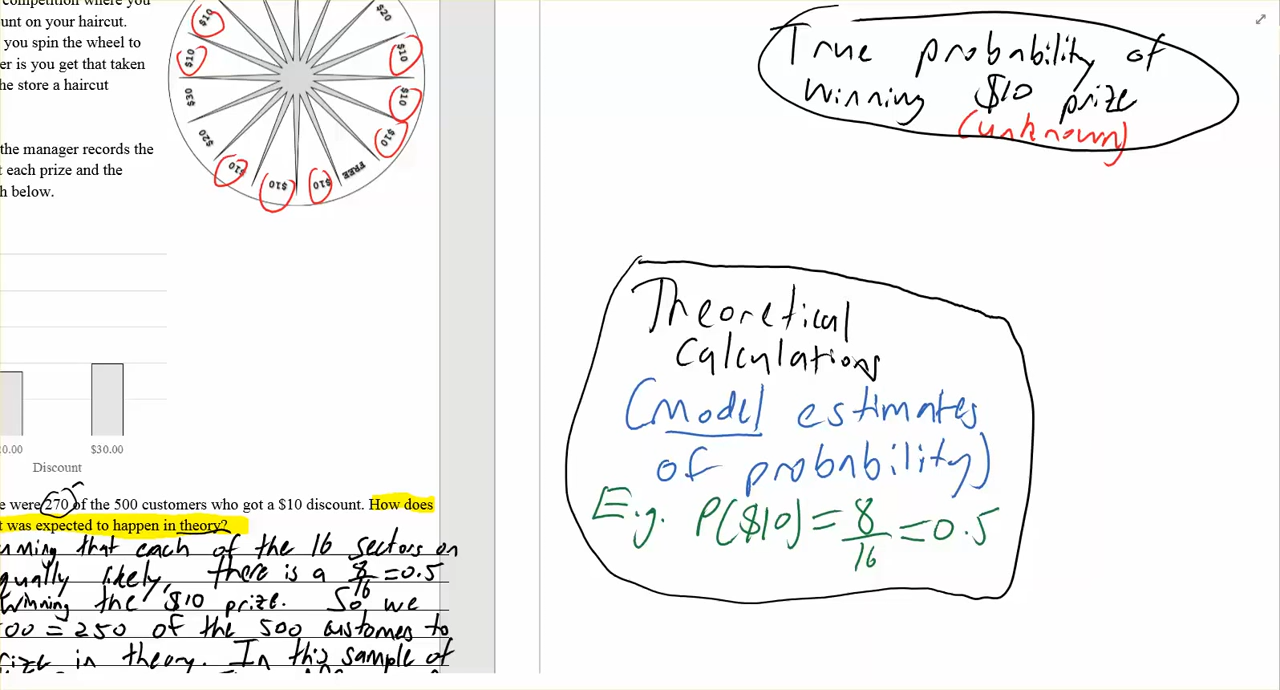 competition where you
unt on your haircut.
you spin the wheel to
er is you get that taken
he store a haircut
the manager records the
t each prize and the
h below.
$10
$20
$10
$10
$10
$10
$30
$20
$10
$10
$10
FREE
0.00
$30.00
Discount
e were 270 of the 500 customers who got a $10 discount. How does
t was expected to happen in theory?
ming that each of the 16 sectors on
qually likely, there is a 8/16 = 0.5
Winning the $10 prize. So we
00 = 250 of the 500 customers to
rize in theory. In this sample of
True probability of
winning $10 prize
(unknown)
Theoretical
Calculations
(Model estimates
of probability)
E.g. P($10) = 8/16 = 0.5